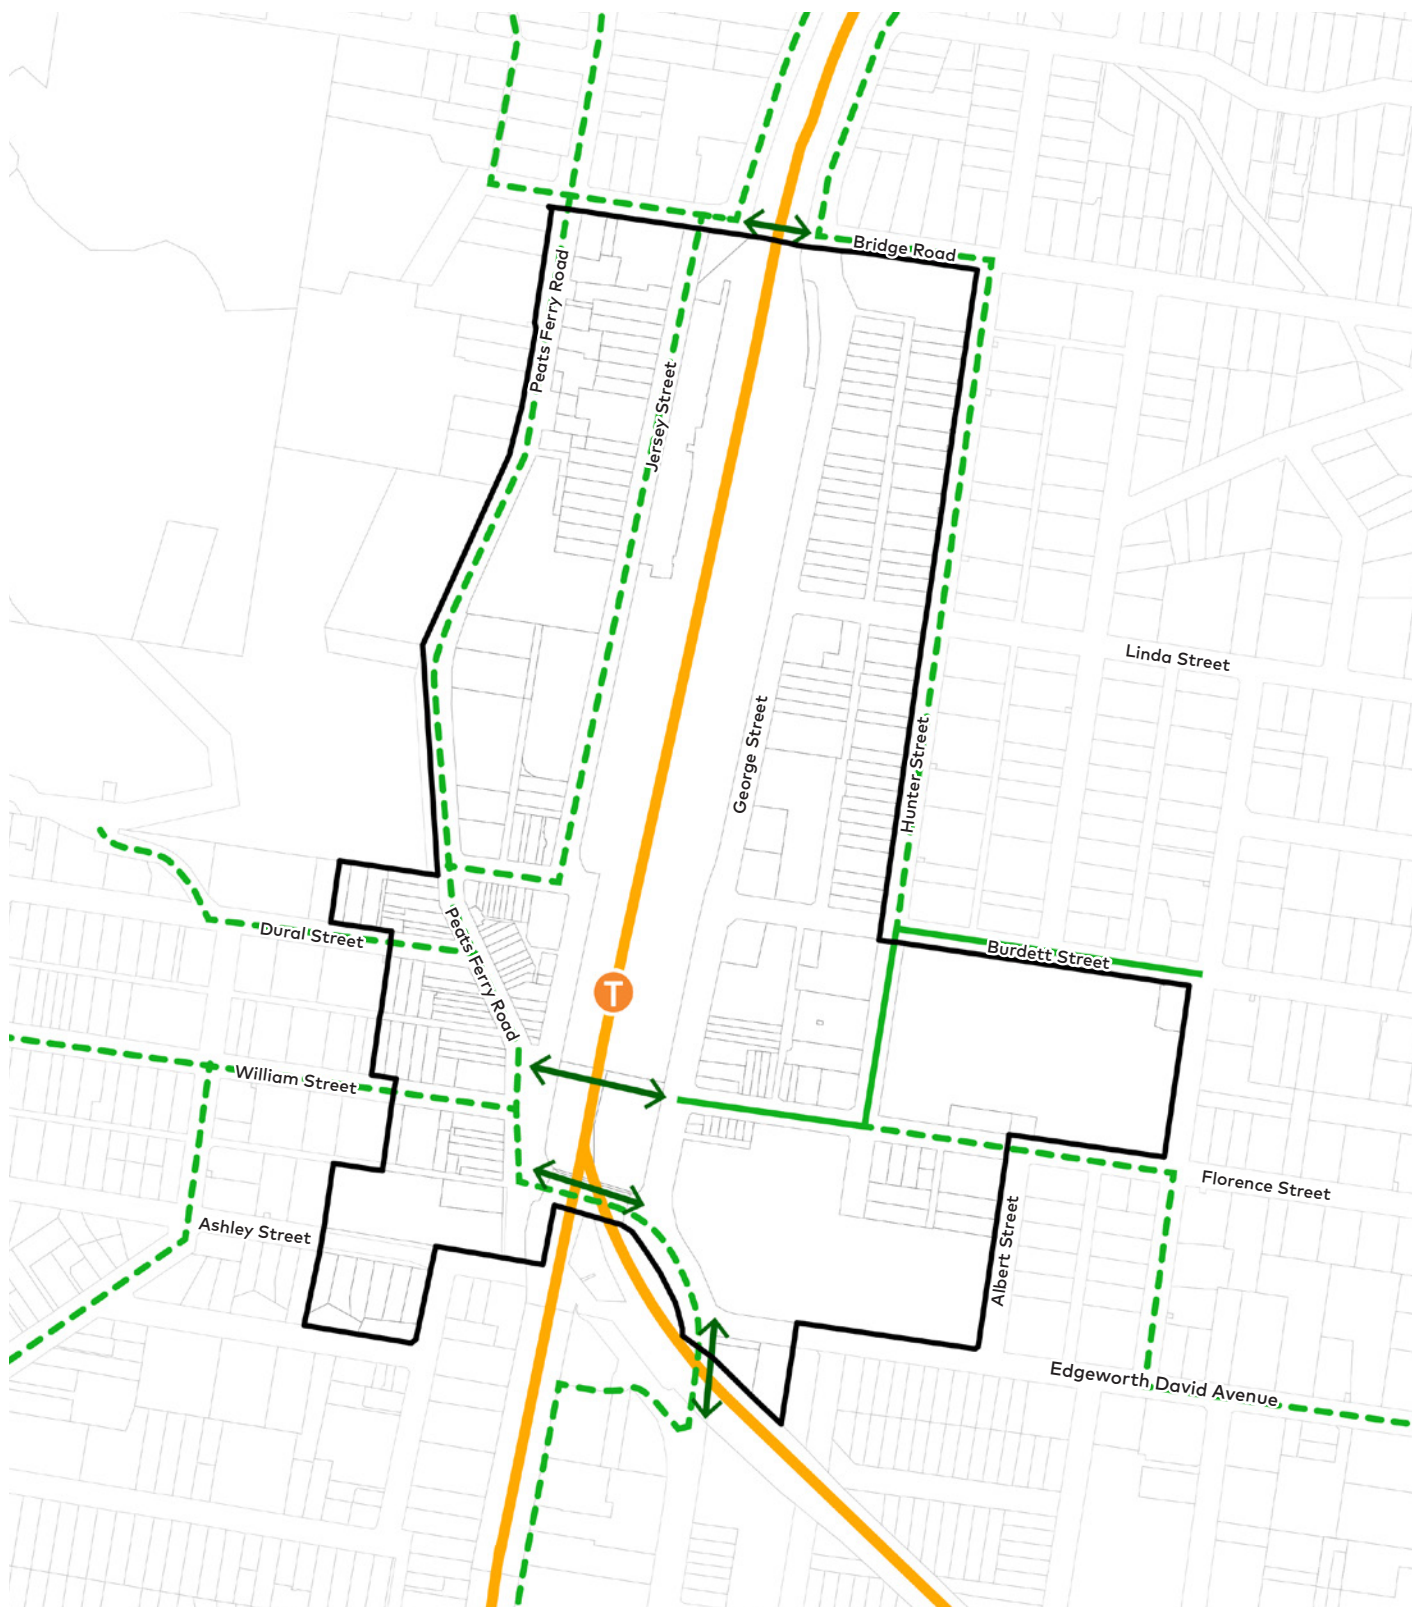 Bridge Road
Peats Ferry Road
Jersey Street
Linda Street
George Street
Hunter Street
Dural Street
Peats Ferry Road
Burdett Street
T
William Street
Florence Street
Ashley Street
Albert Street
Edgeworth David Avenue